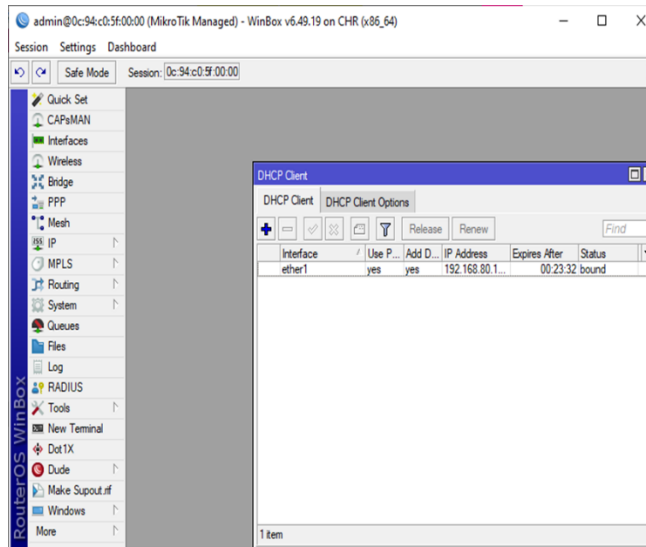 admin@0c:94:c0:5f:00:00 (MikroTik Managed) - WinBox v6.49.19 on CHR (x86_64)
Session Settings Dashboard
Safe Mode Session: 0c:94:c0:5f:00:00
Quick Set
CAPsMAN
Interfaces
Wireless
Bridge
PPP
Mesh
IP
MPLS
Routing
System
Queues
Files
Log
RADIUS
Tools
New Terminal
Dot1X
Dude
Make Supout.rif
Windows
More
RouterOS WinBox
DHCP Client
DHCP Client DHCP Client Options
Release Renew Find
Interface Use P... Add D... IP Address Expires After Status
ether1 yes yes 192.168.80.1... 00:23:32 bound
1 item